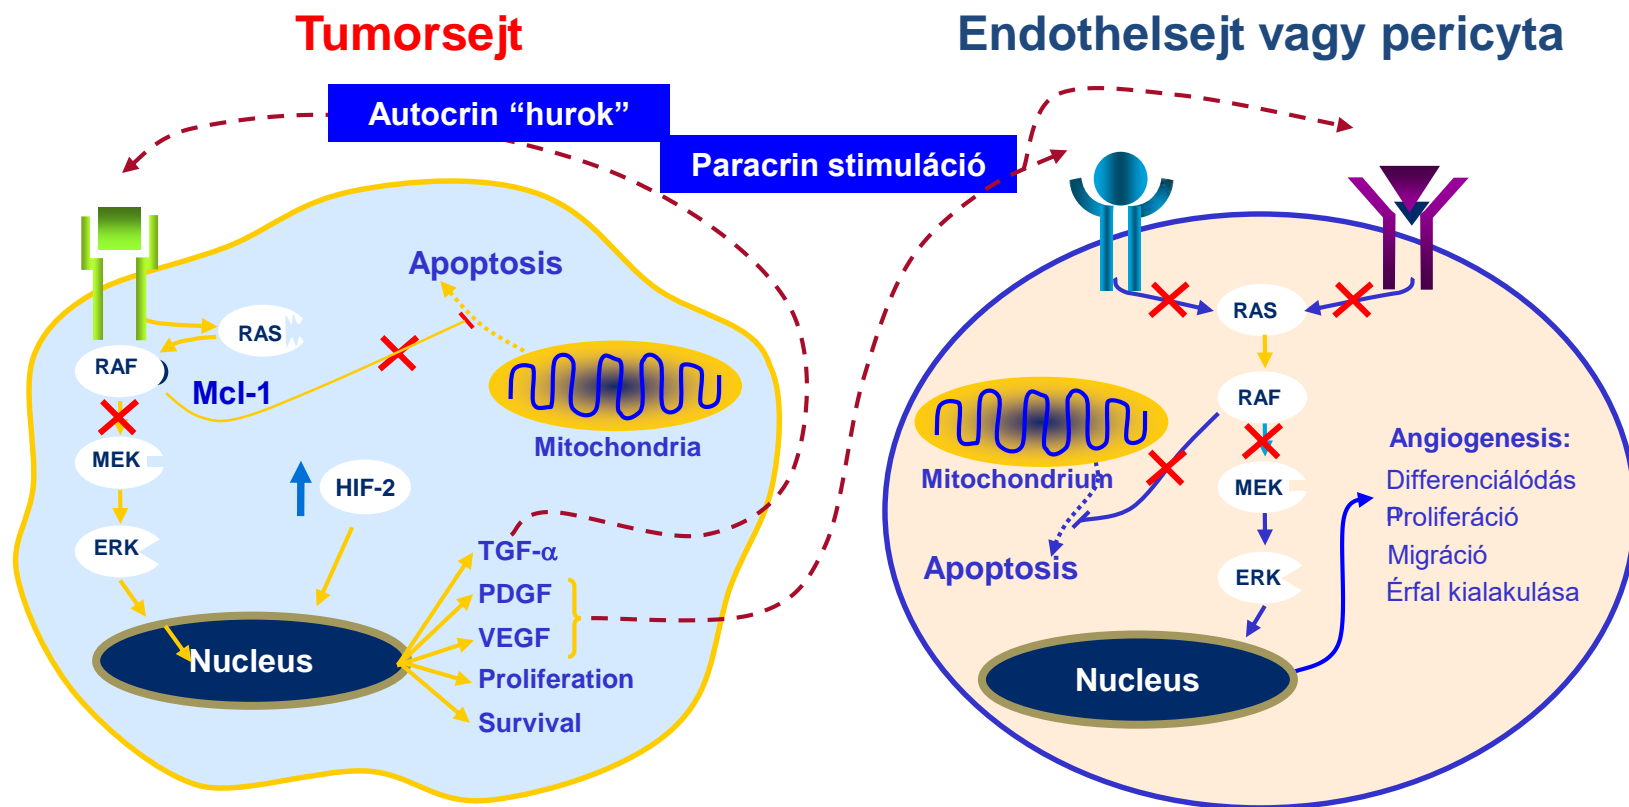 Tumorsejt
Endothelsejt vagy pericyta
Autocrin “hurok”
Paracrin stimuláció
Apoptosis
RAS
RAF
Mcl-1
MEK
Mitochondria
HIF-2
ERK
TGF-α
PDGF
VEGF
Proliferation
Survival
Nucleus
RAS
RAF
Mitochondrium
MEK
Apoptosis
ERK
Nucleus
Angiogenesis:
Differenciálódás
Proliferáció
Migráció
Érfal kialakulása